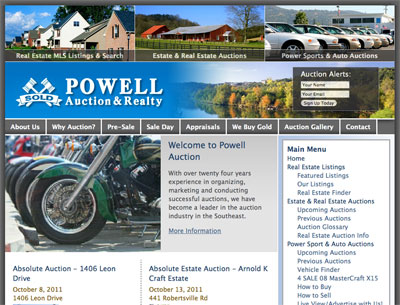 Real Estate MLS Listings & Search
Estate & Real Estate Auctions
Power Sports & Auto Auctions
SOLD
POWELL
Auction & Realty
Auction Alerts:
Your Name
Your Email
Sign Up Today
About Us
Why Auction?
Pre-Sale
Sale Day
Appraisals
We Buy Gold
Auction Gallery
Contact
Welcome to Powell
Auction
With over twenty four years
experience in organizing,
marketing and conducting
successful auctions, we have
become a leader in the auction
industry in the Southeast.
More Information
Main Menu
Home
Real Estate Listings
Featured Listings
Our Listings
Real Estate Finder
Estate & Real Estate Auctions
Upcoming Auctions
Previous Auctions
Auction Glossary
Real Estate Auction Info
Power Sports & Auto Auctions
Upcoming Auctions
Previous Auctions
Vehicle Finder
4 SALE 08 MasterCraft X15
How to Buy
How to Sell
Live View/Advertise with Us!
Absolute Auction – 1406 Leon
Drive
October 8, 2011
1406 Leon Drive
Absolute Estate Auction – Arnold K
Craft Estate
October 13, 2011
441 Robertsville Rd